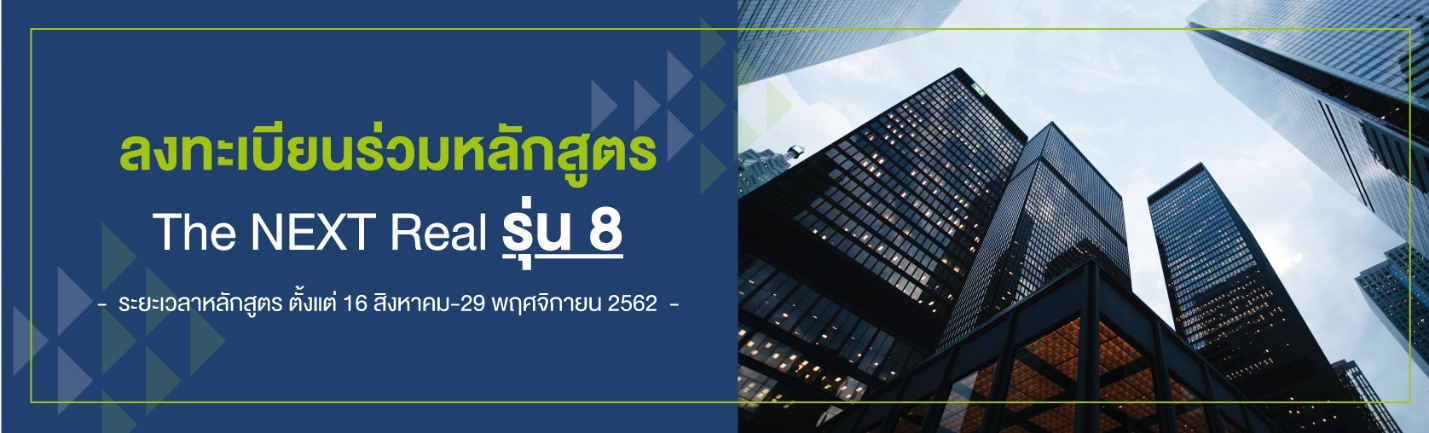 ลงทะเบียนร่วมหลักสูตร
The NEXT Real รุ่น 8
- ระยะเวลาหลักสูตร ตั้งแต่ 16 สิงหาคม-29 พฤศจิกายน 2562 -